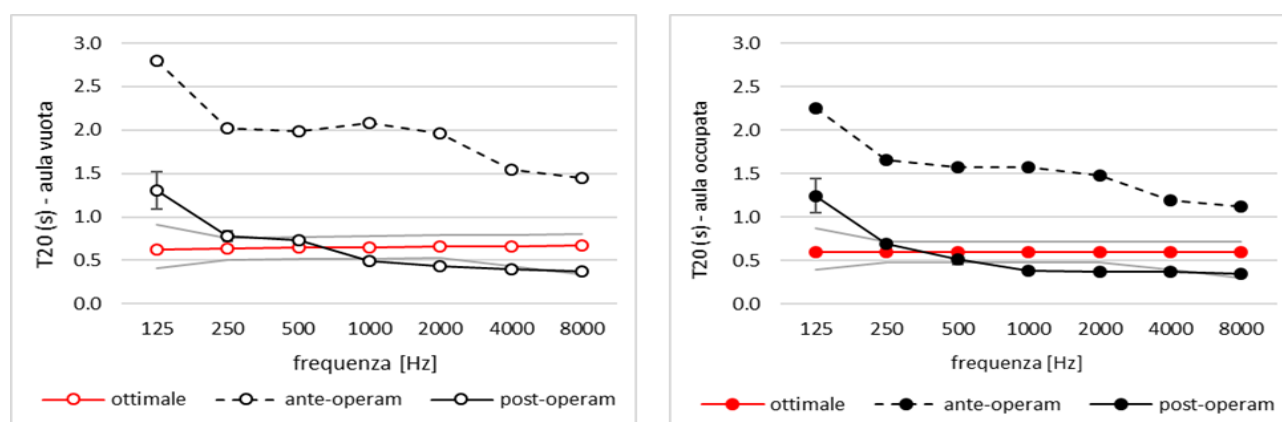 T20 (s) - aula vuota
3.0
2.5
2.0
1.5
1.0
0.5
0.0
125 250 500 1000 2000 4000 8000
frequenza [Hz]
ottimale ante-operam post-operam
T20 (s) - aula occupata
3.0
2.5
2.0
1.5
1.0
0.5
0.0
125 250 500 1000 2000 4000 8000
frequenza [Hz]
ottimale ante-operam post-operam